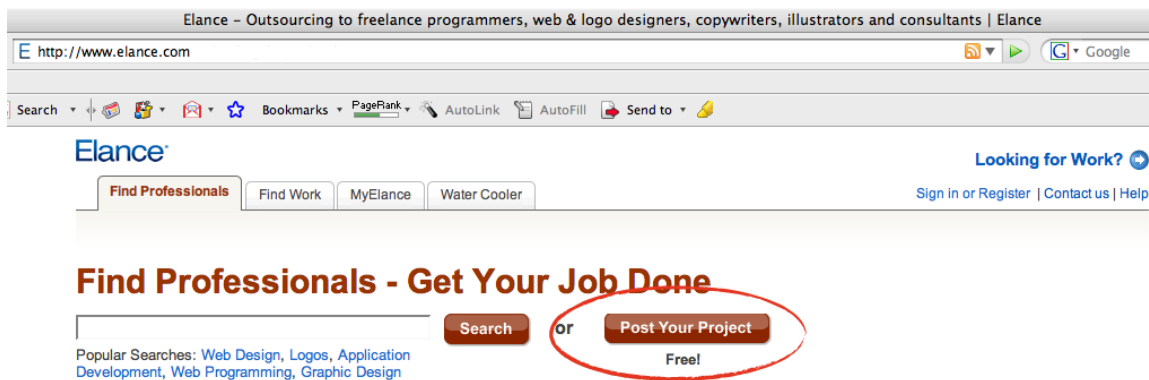 Elance – Outsourcing to freelance programmers, web & logo designers, copywriters, illustrators and consultants | Elance
E http://www.elance.com G Google
Search Bookmarks PageRank AutoLink AutoFill Send to
Elance
Looking for Work?
Find Professionals Find Work MyElance Water Cooler
Sign in or Register | Contact us | Help
Find Professionals - Get Your Job Done
Search or Post Your Project
Free!
Popular Searches: Web Design, Logos, Application
Development, Web Programming, Graphic Design